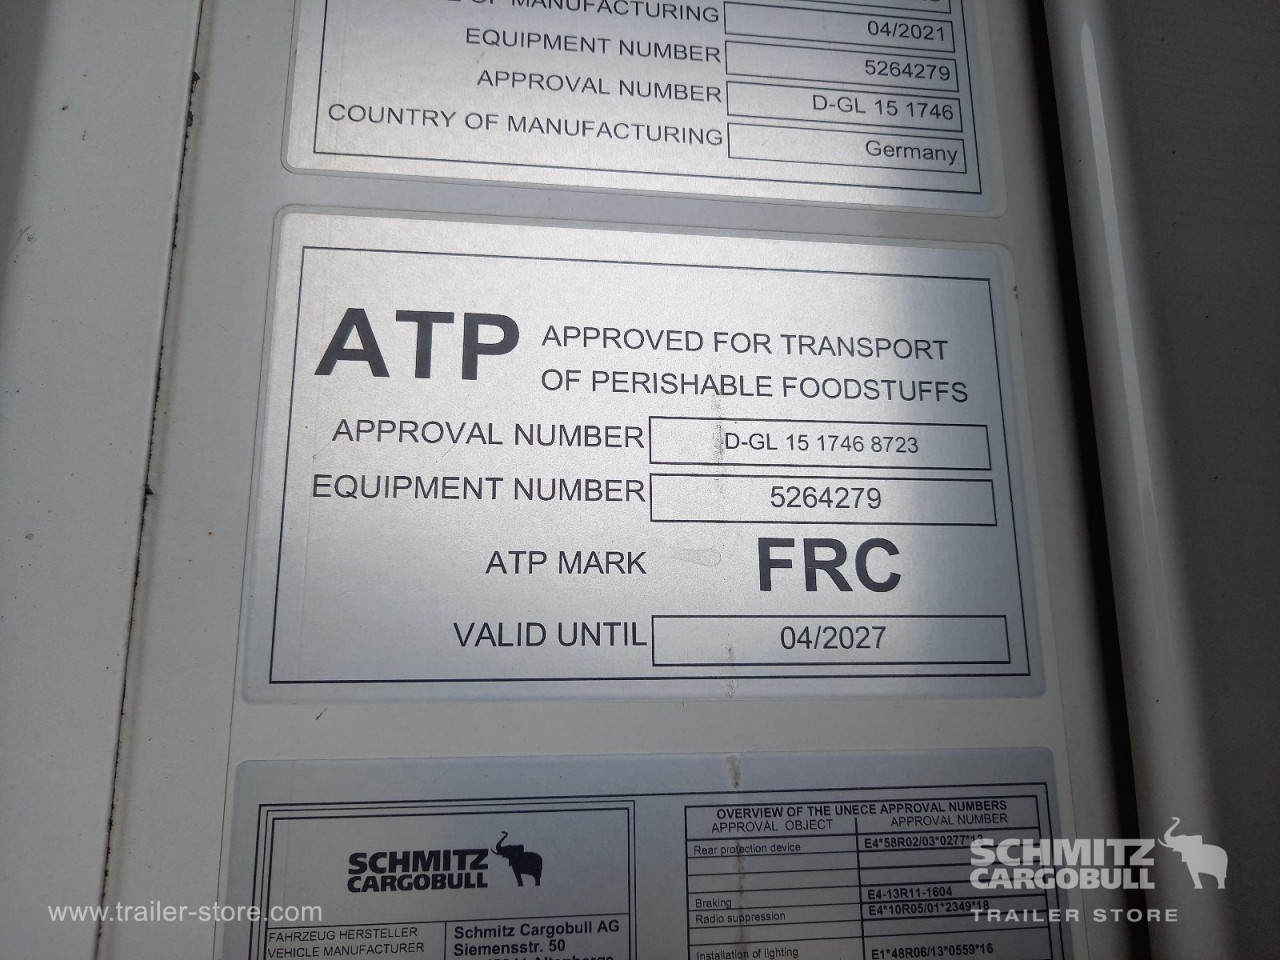 OF MANUFACTURING 04/2021
EQUIPMENT NUMBER 5264279
APPROVAL NUMBER D-GL 15 1746
COUNTRY OF MANUFACTURING Germany
ATP APPROVED FOR TRANSPORT
OF PERISHABLE FOODSTUFFS
APPROVAL NUMBER D-GL 15 1746 8723
EQUIPMENT NUMBER 5264279
ATP MARK FRC
VALID UNTIL 04/2027
SCHMITZ
CARGOBULL
FAHRZEUG HERSTELLER
VEHICLE MANUFACTURER
Schmitz Cargobull AG
Siemensstr. 50
OVERVIEW OF THE UNECE APPROVAL NUMBERS
APPROVAL OBJECT APPROVAL NUMBER
Rear protection device
Braking E4-13R11-1604
Radio suppression E4*10R05/01*2349*18
Installation of lighting E1*48R06/13*0559*16
SCHMITZ
CARGOBULL
TRAILER STORE
www.trailer-store.com